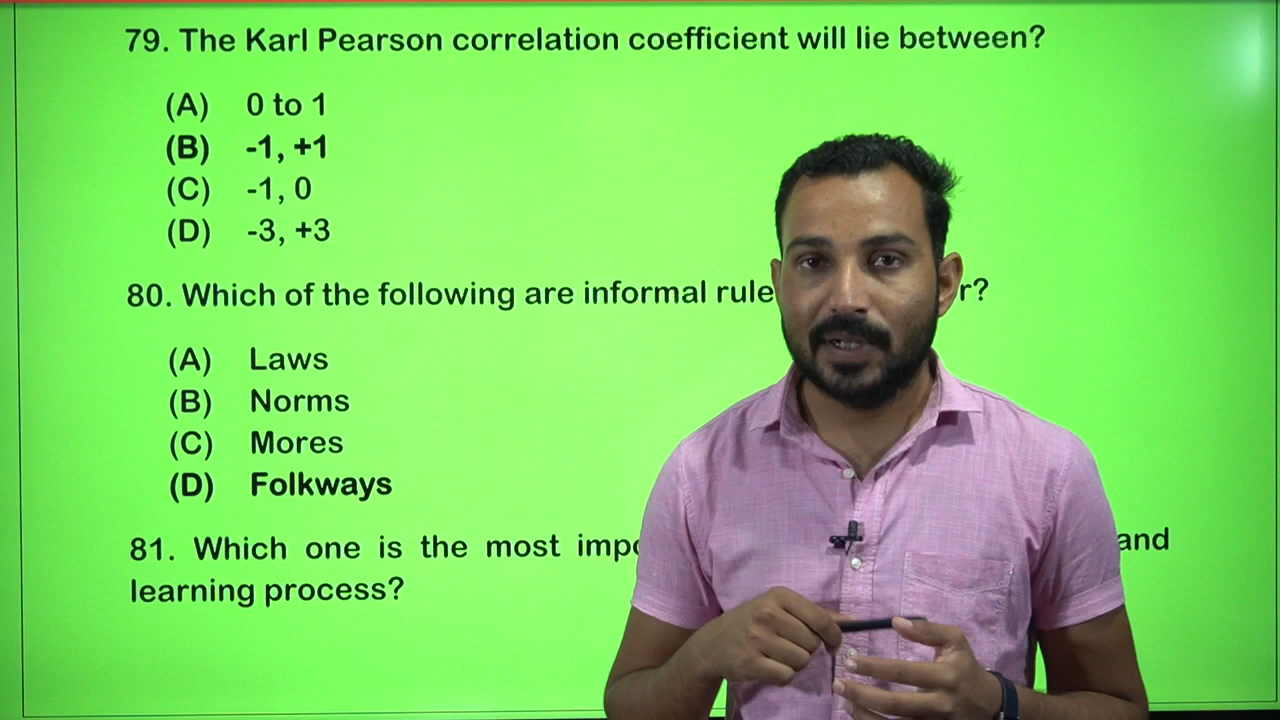 79. The Karl Pearson correlation coefficient will lie between?
(A) 0 to 1
(B) -1, +1
(C) -1, 0
(D) -3, +3
80. Which of the following are informal r?
(A) Laws
(B) Norms
(C) Mores
(D) Folkways
81. Which one is the most and
learning process?